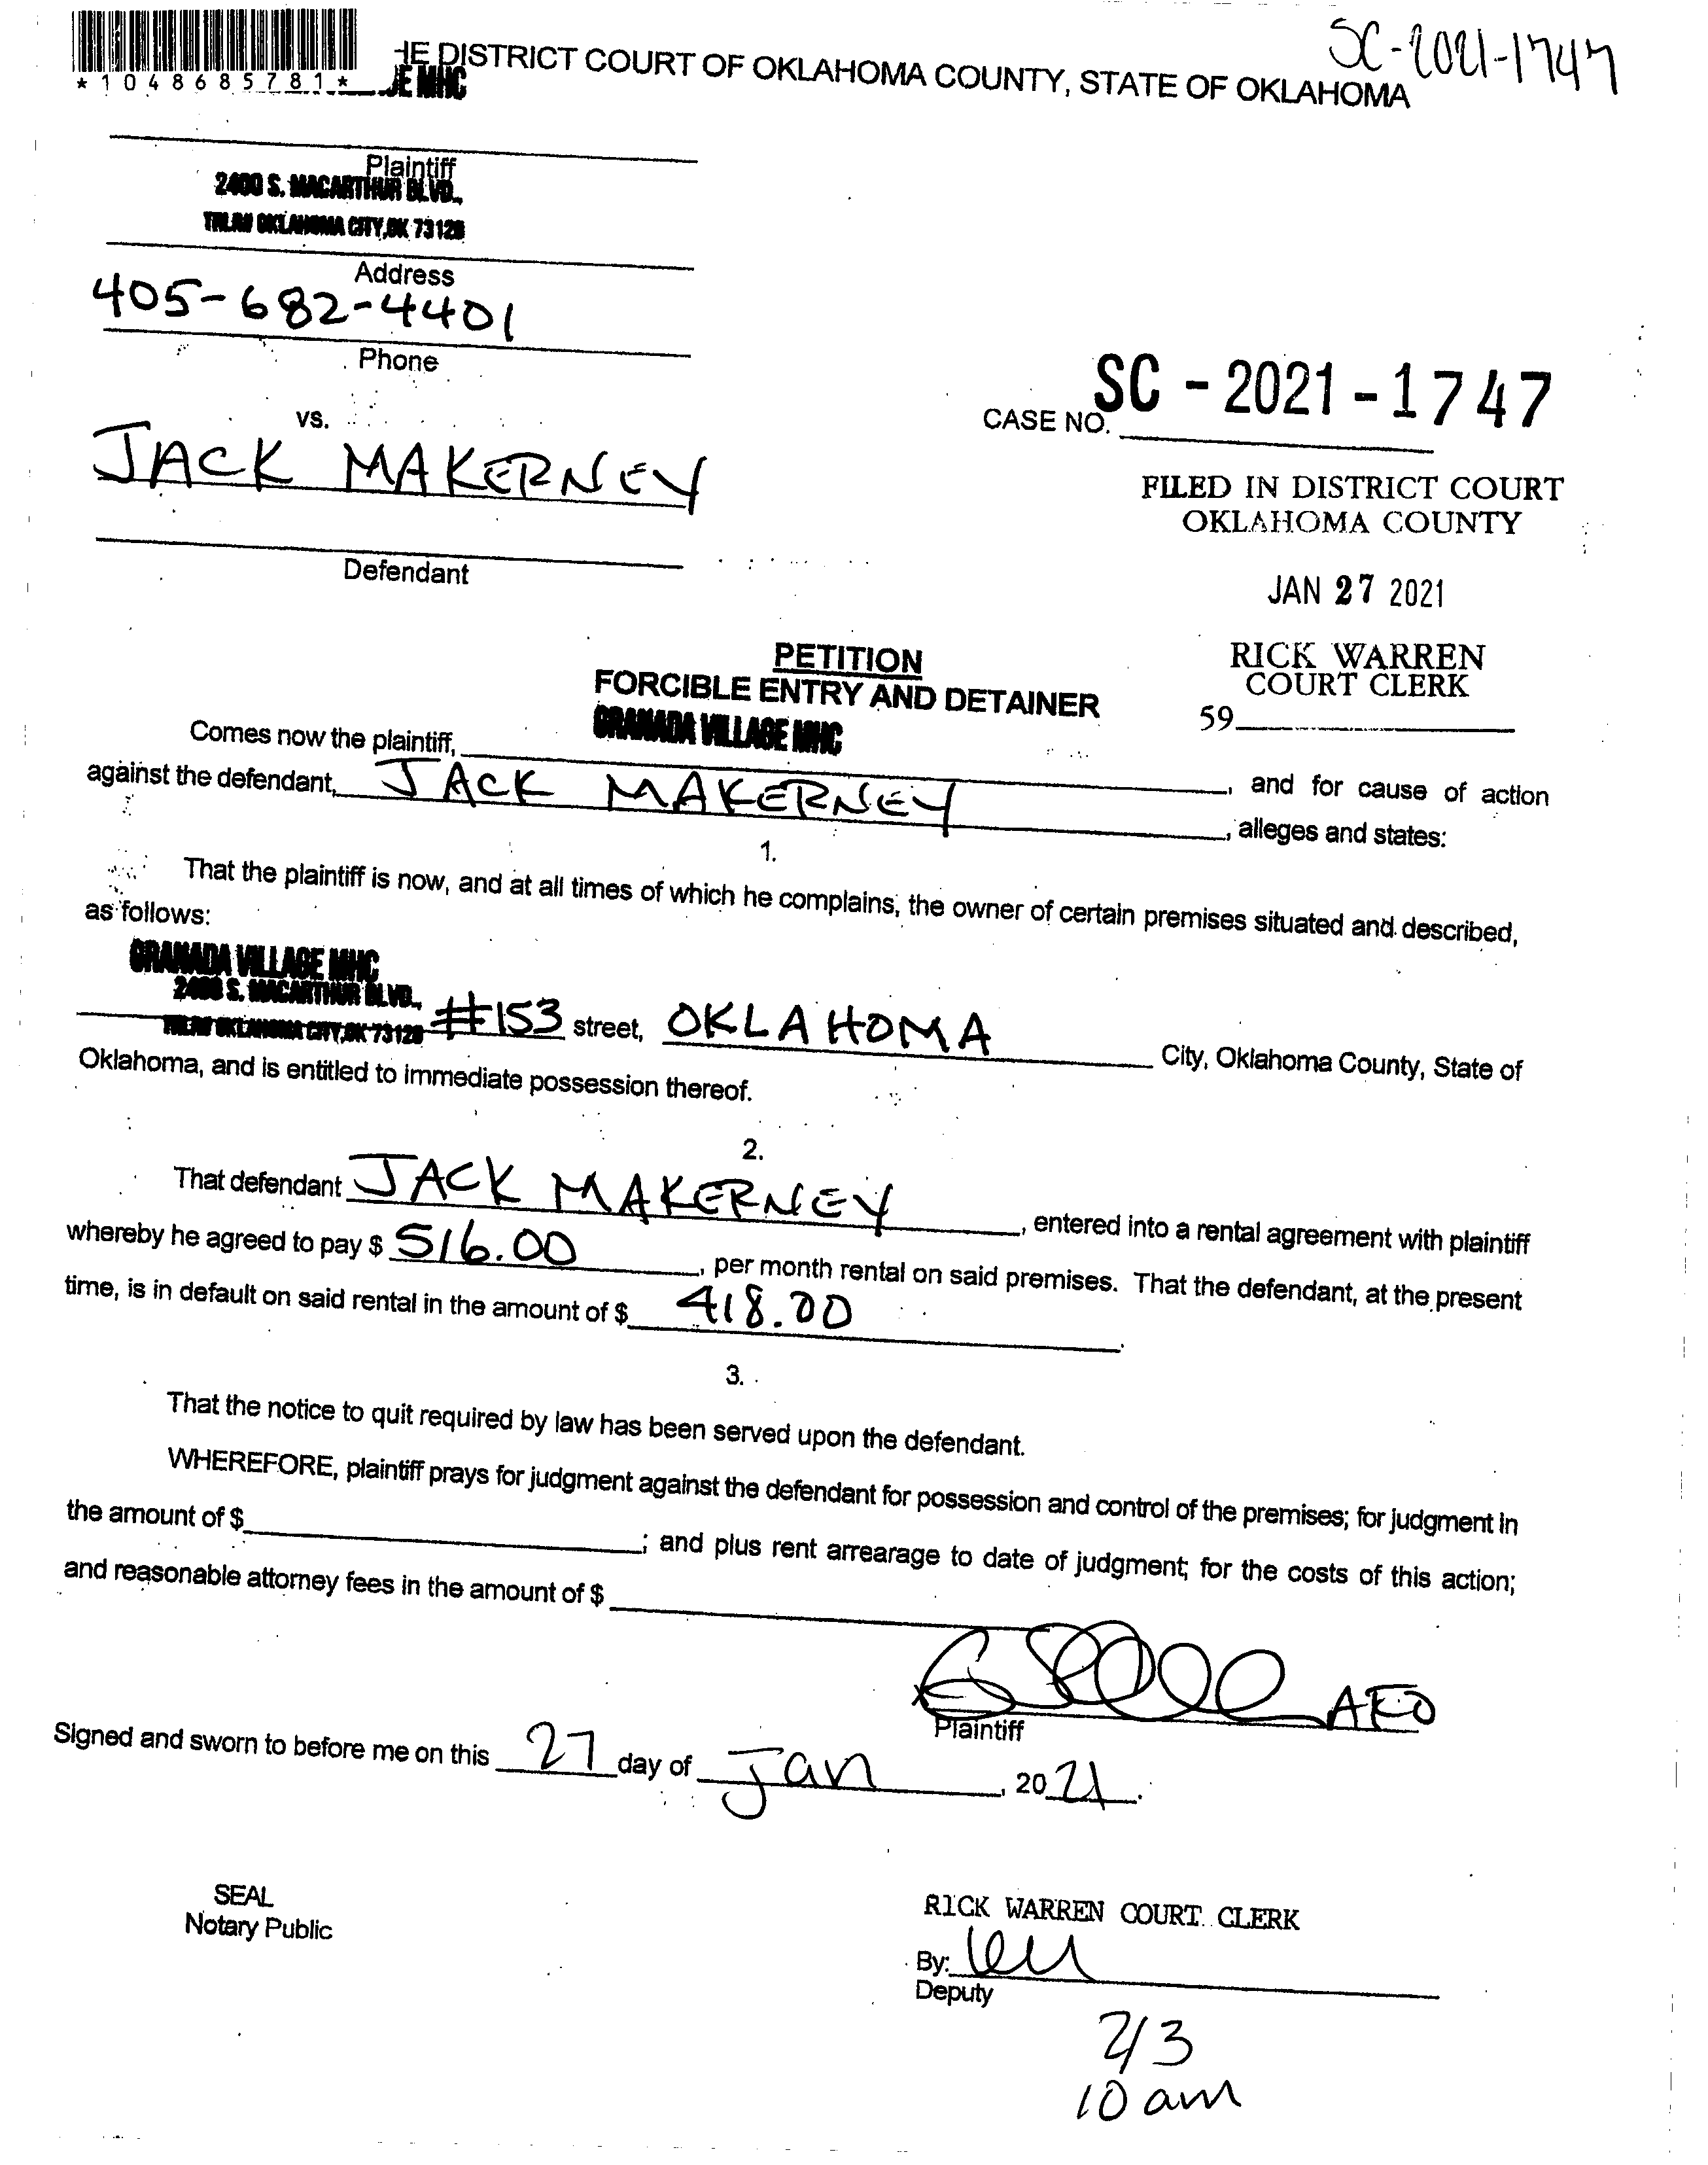 SC-2021-1747
HE DISTRICT COURT OF OKLAHOMA COUNTY, STATE OF OKLAHOMA
*1048685781*
MHC
Plaintiff
2400 S. MACARTHUR BLVD.,
OKLAHOMA CITY, OK 73128
Address
405-682-4401
Phone
vs.
SC - 2021 - 1747
CASE NO.
JACK MAKERNEY
FILED IN DISTRICT COURT
OKLAHOMA COUNTY
Defendant
JAN 27 2021
PETITION
RICK WARREN
FORCIBLE ENTRY AND DETAINER
COURT CLERK
59
GRANADA VILLAGE MHC
Comes now the plaintiff,
against the defendant, JACK MAKERNEY, and for cause of action
, alleges and states:
1.
That the plaintiff is now, and at all times of which he complains, the owner of certain premises situated and described,
as follows:
GRANADA VILLAGE MHC
2400 S. MACARTHUR BLVD.,
OKLAHOMA CITY, OK 73128 #153 street, OKLAHOMA City, Oklahoma County, State of
Oklahoma, and is entitled to immediate possession thereof.
2.
That defendant JACK MAKERNEY, entered into a rental agreement with plaintiff
whereby he agreed to pay $ 516.00, per month rental on said premises. That the defendant, at the present
time, is in default on said rental in the amount of $ 418.00.
3.
That the notice to quit required by law has been served upon the defendant.
WHEREFORE, plaintiff prays for judgment against the defendant for possession and control of the premises; for judgment in
the amount of $ ; and plus rent arrearage to date of judgment; for the costs of this action;
and reasonable attorney fees in the amount of $
Plaintiff
Signed and sworn to before me on this 27 day of Jan, 2021.
SEAL
Notary Public
RICK WARREN COURT CLERK
By:
Deputy
2/3
10 am